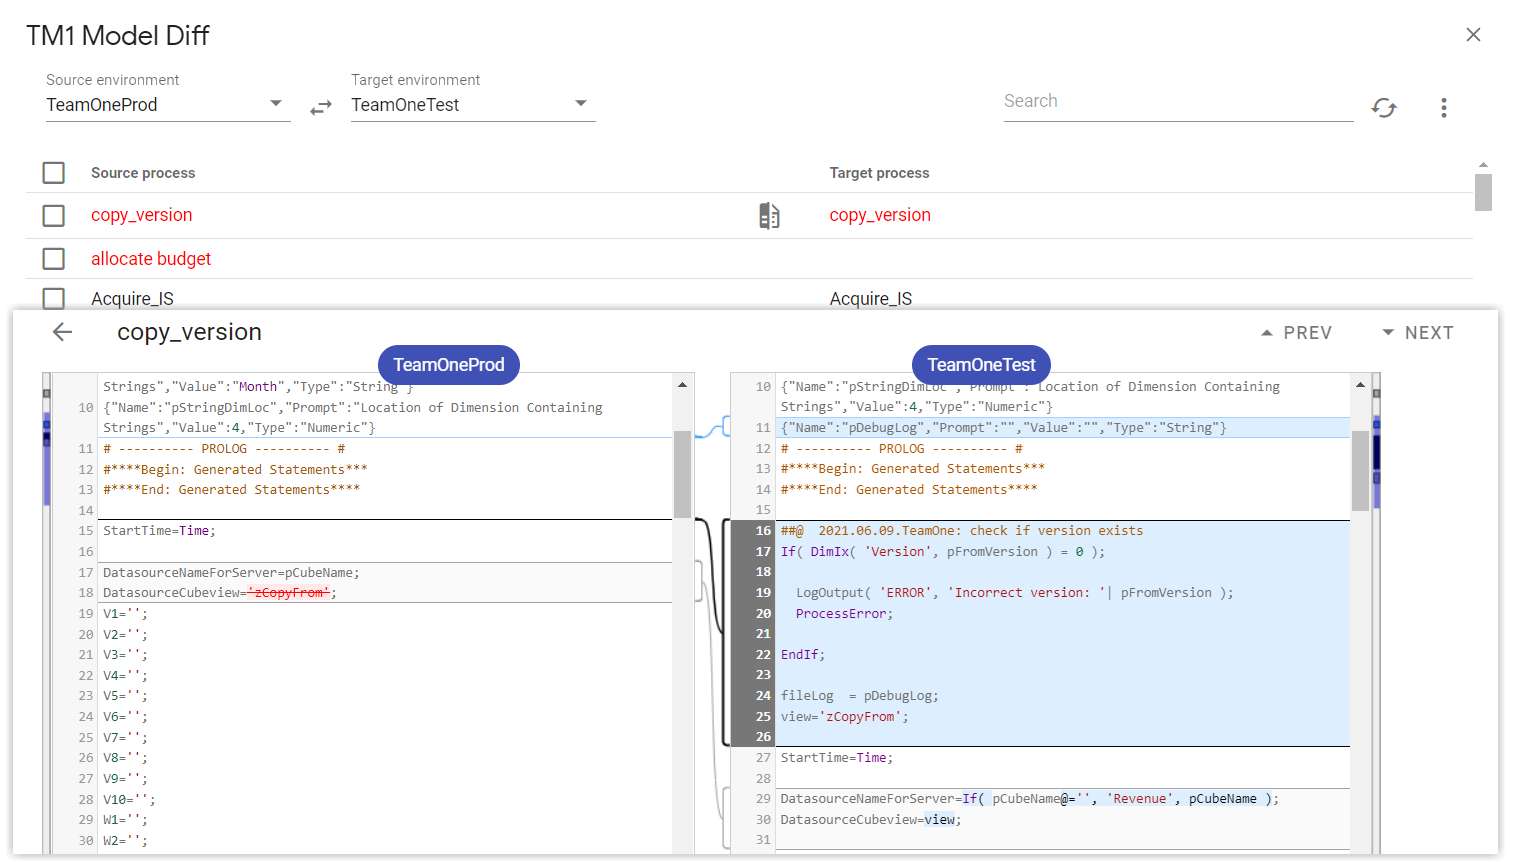 TM1 Model Diff
Source environment
TeamOneProd
Target environment
TeamOneTest
Search
Source process
Target process
copy_version
copy_version
allocate budget
Acquire_IS
Acquire_IS
copy_version
PREV
NEXT
TeamOneProd
Strings","Value":"Month","Type":"String"}
10 {"Name":"pStringDimLoc","Prompt":"Location of Dimension Containing
Strings","Value":4,"Type":"Numeric"}
11 # ---------- PROLOG ---------- #
12 #****Begin: Generated Statements***
13 #****End: Generated Statements****
14
15 StartTime=Time;
16
17 DatasourceNameForServer=pCubeName;
18 DatasourceCubeview='zCopyFrom';
19 V1='';
20 V2='';
21 V3='';
22 V4='';
23 V5='';
24 V6='';
25 V7='';
26 V8='';
27 V9='';
28 V10='';
29 W1='';
30 W2='';
TeamOneTest
10 {"Name":"pStringDimLoc","Prompt":"Location of Dimension Containing
Strings","Value":4,"Type":"Numeric"}
11 {"Name":"pDebugLog","Prompt":"","Value":"","Type":"String"}
12 # ---------- PROLOG ---------- #
13 #****Begin: Generated Statements***
14 #****End: Generated Statements****
15
16 ##@  2021.06.09.TeamOne: check if version exists
17 If( DimIx( 'Version', pFromVersion ) = 0 );
18
19   LogOutput( 'ERROR', 'Incorrect version: '| pFromVersion );
20   ProcessError;
21
22 EndIf;
23
24 fileLog  = pDebugLog;
25 view='zCopyFrom';
26
27 StartTime=Time;
28
29 DatasourceNameForServer=If( pCubeName@='', 'Revenue', pCubeName );
30 DatasourceCubeview=view;
31